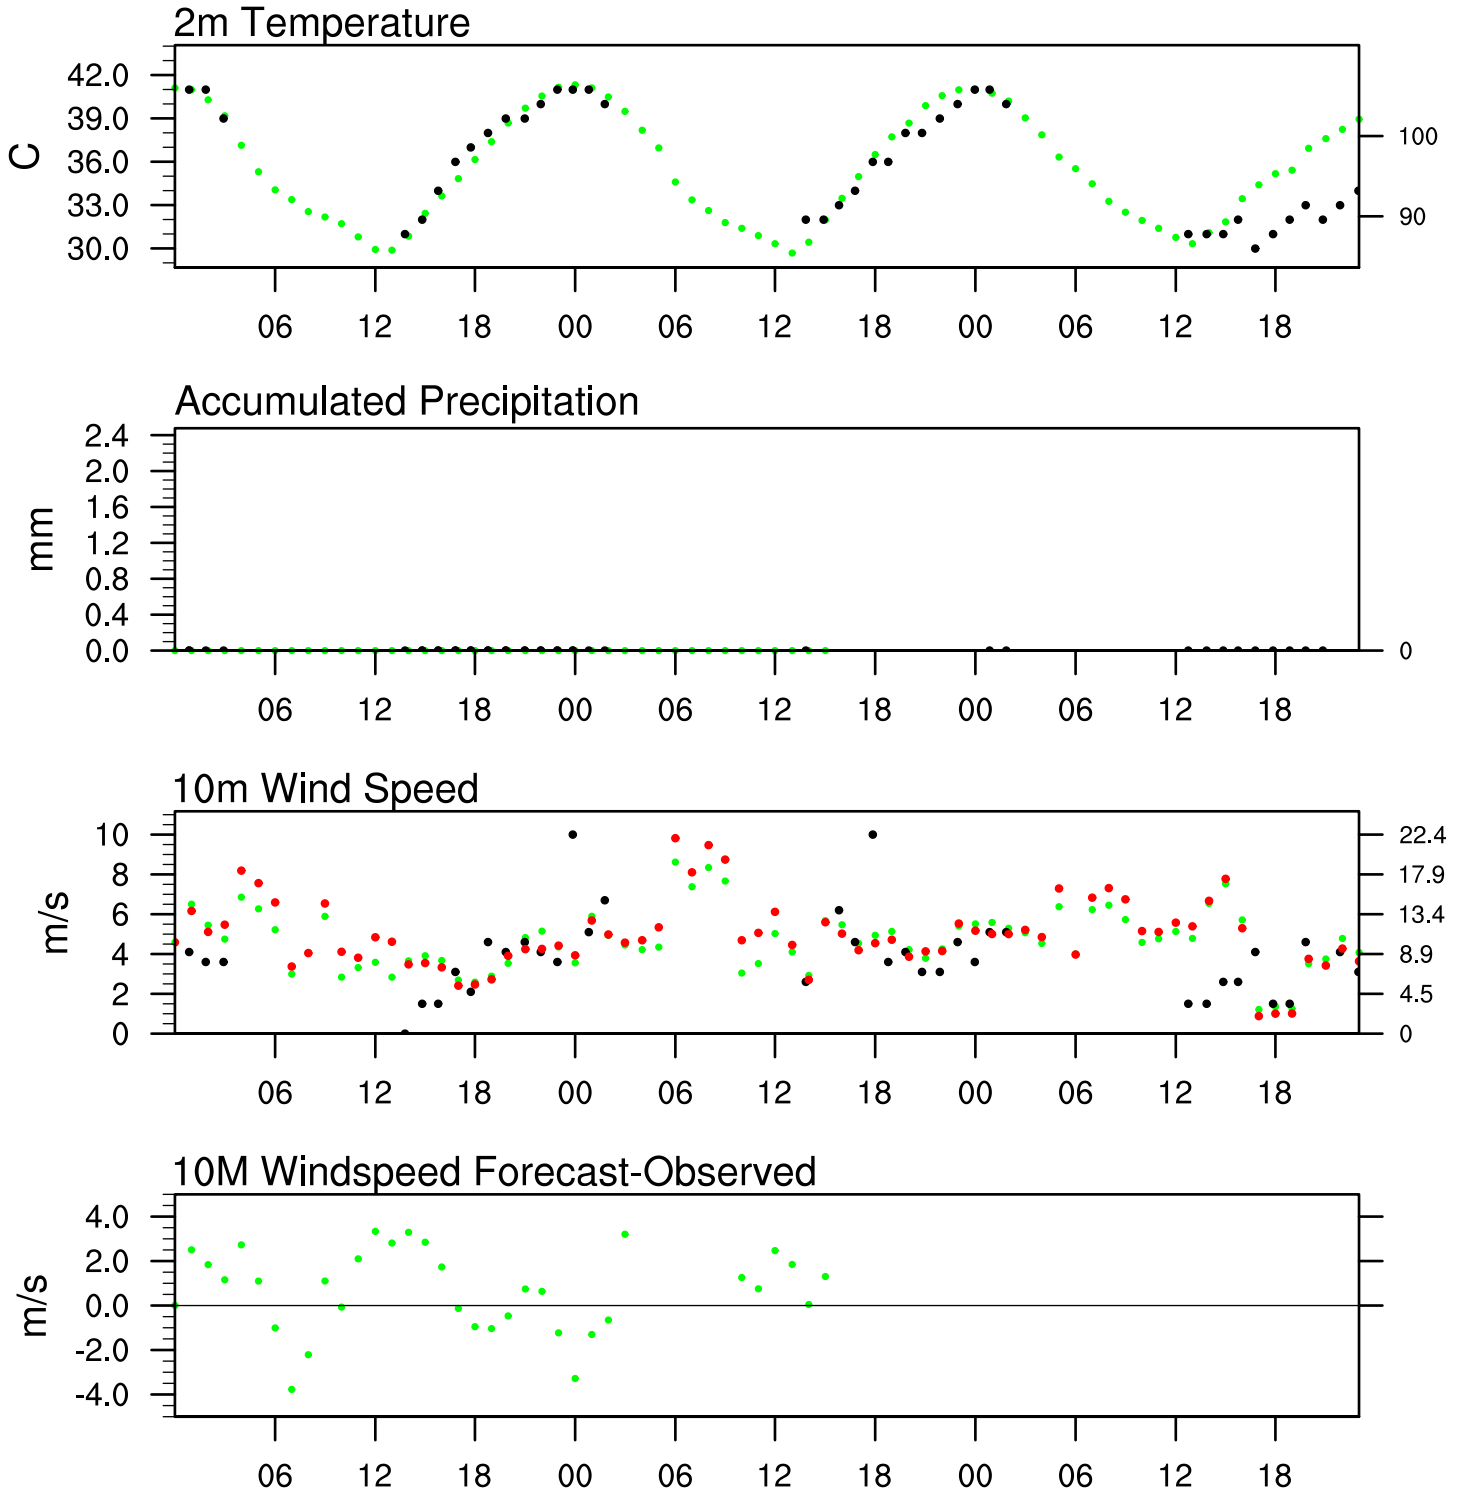 2m Temperature
42.0
39.0
36.0
33.0
30.0
C
100
90
06 12 18 00 06 12 18 00 06 12 18
Accumulated Precipitation
2.4
2.0
1.6
1.2
0.8
0.4
0.0
mm
0
06 12 18 00 06 12 18 00 06 12 18
10m Wind Speed
10
8
6
4
2
0
m/s
22.4
17.9
13.4
8.9
4.5
0
06 12 18 00 06 12 18 00 06 12 18
10M Windspeed Forecast-Observed
4.0
2.0
0.0
-2.0
-4.0
m/s
06 12 18 00 06 12 18 00 06 12 18